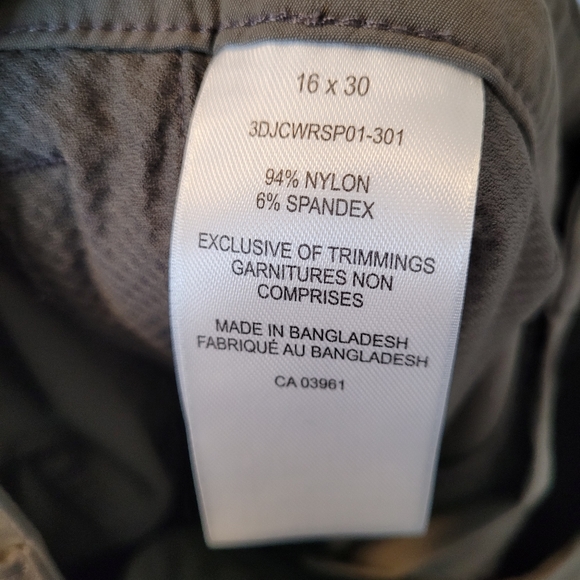 16 x 30
3DJCWRSP01-301
94% NYLON
6% SPANDEX
EXCLUSIVE OF TRIMMINGS
GARNITURES NON
COMPRISES
MADE IN BANGLADESH
FABRIQUÉ AU BANGLADESH
CA 03961